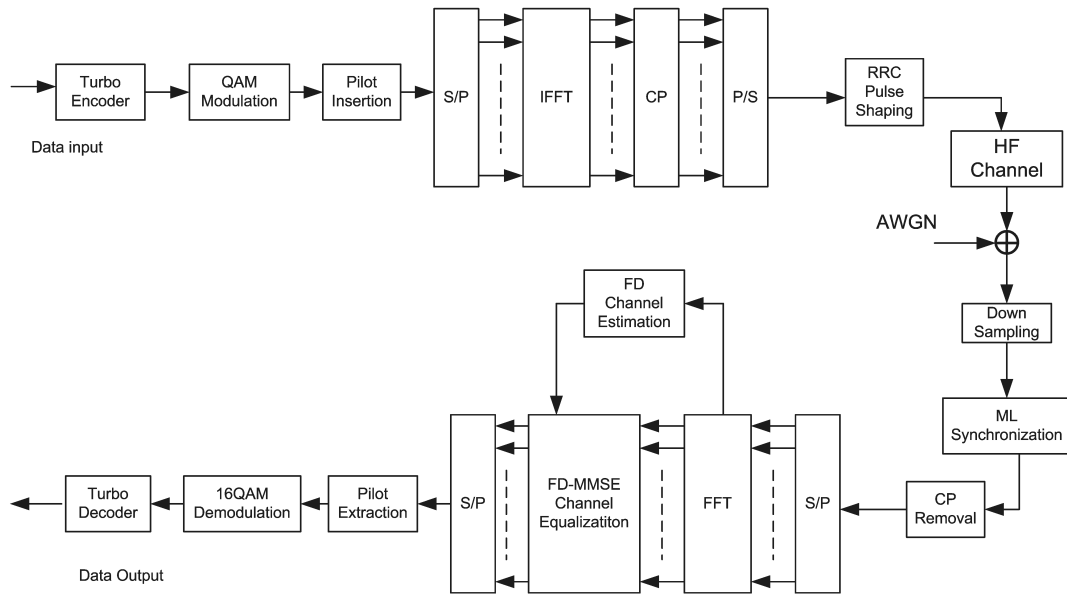 Turbo
Encoder
QAM
Modulation
Pilot
Insertion
S/P
IFFT
CP
P/S
RRC
Pulse
Shaping
Data input
HF
Channel
AWGN
Down
Sampling
ML
Synchronization
CP
Removal
FD
Channel
Estimation
S/P
FFT
FD-MMSE
Channel
Equalizatiton
S/P
Pilot
Extraction
16QAM
Demodulation
Turbo
Decoder
Data Output